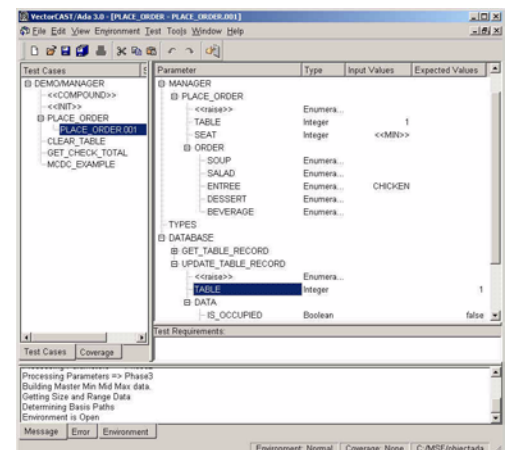 VectorCAST/Ada 3.0 - [PLACE_ORDER - PLACE_ORDER.001]
File Edit View Environment Test Tools Window Help
Test Cases
DEMO/MANAGER
<<COMPOUND>>
<<INIT>>
PLACE_ORDER
PLACE_ORDER.001
CLEAR_TABLE
GET_CHECK_TOTAL
MCDC_EXAMPLE
Test Cases Coverage
Parameter Type Input Values Expected Values
MANAGER
PLACE_ORDER
<<raise>> Enumera...
TABLE Integer 1
SEAT Integer <<MIN>>
ORDER
SOUP Enumera...
SALAD Enumera...
ENTREE Enumera... CHICKEN
DESSERT Enumera...
BEVERAGE Enumera...
TYPES
DATABASE
GET_TABLE_RECORD
UPDATE_TABLE_RECORD
<<raise>> Enumera...
TABLE Integer 1
DATA
IS_OCCUPIED Boolean false
Test Requirements:
Processing Parameters => Phase3
Building Master Min Mid Max data.
Getting Size and Range Data
Determining Basis Paths
Environment is Open
Message Error Environment
Environment: Normal Coverage: None C:/MSE/objectada